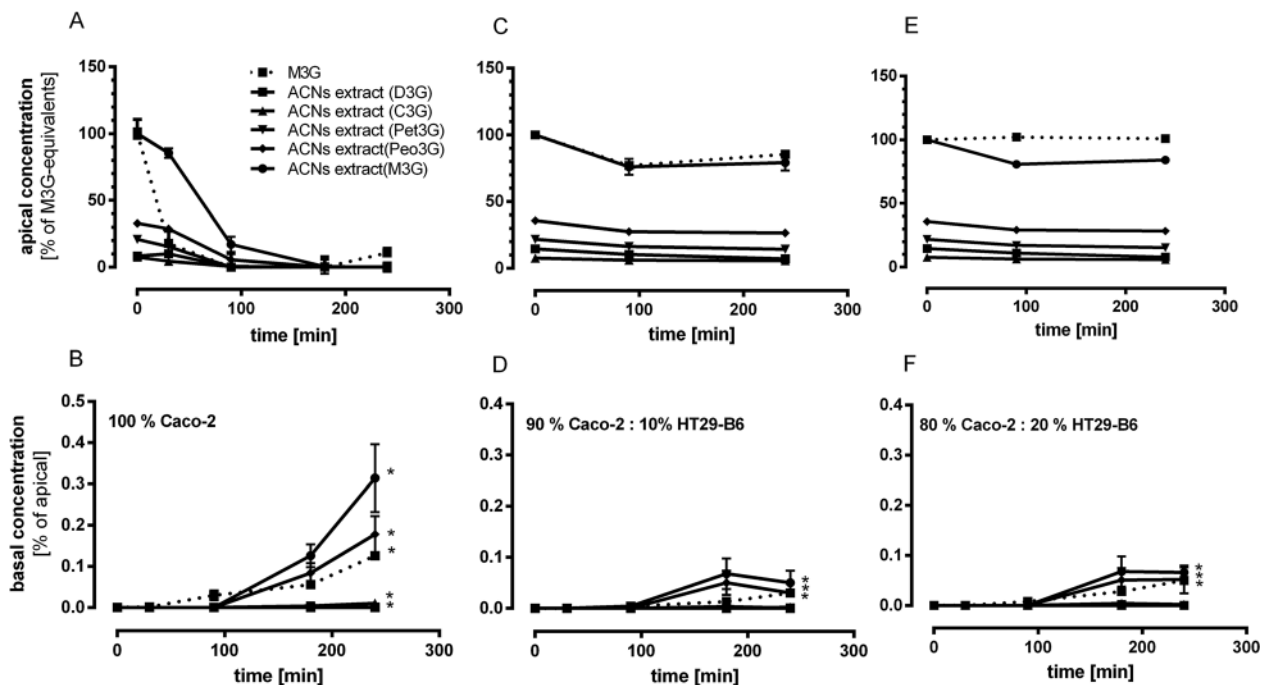 A
C
E
apical concentration
[% of M3G-equivalents]
150
100
50
0
M3G
ACNs extract (D3G)
ACNs extract (C3G)
ACNs extract (Pet3G)
ACNs extract(Peo3G)
ACNs extract(M3G)
0 100 200 300
time [min]
150
100
50
0
0 100 200 300
time [min]
150
100
50
0
0 100 200 300
time [min]
B
D
F
basal concentration
[% of apical]
0.5
0.4
0.3
0.2
0.1
0.0
100 % Caco-2
*
*
*
*
*
0 100 200 300
time [min]
0.4
0.3
0.2
0.1
0.0
90 % Caco-2 : 10% HT29-B6
*
*
*
0 100 200 300
time [min]
0.4
0.3
0.2
0.1
0.0
80 % Caco-2 : 20 % HT29-B6
*
*
*
0 100 200 300
time [min]